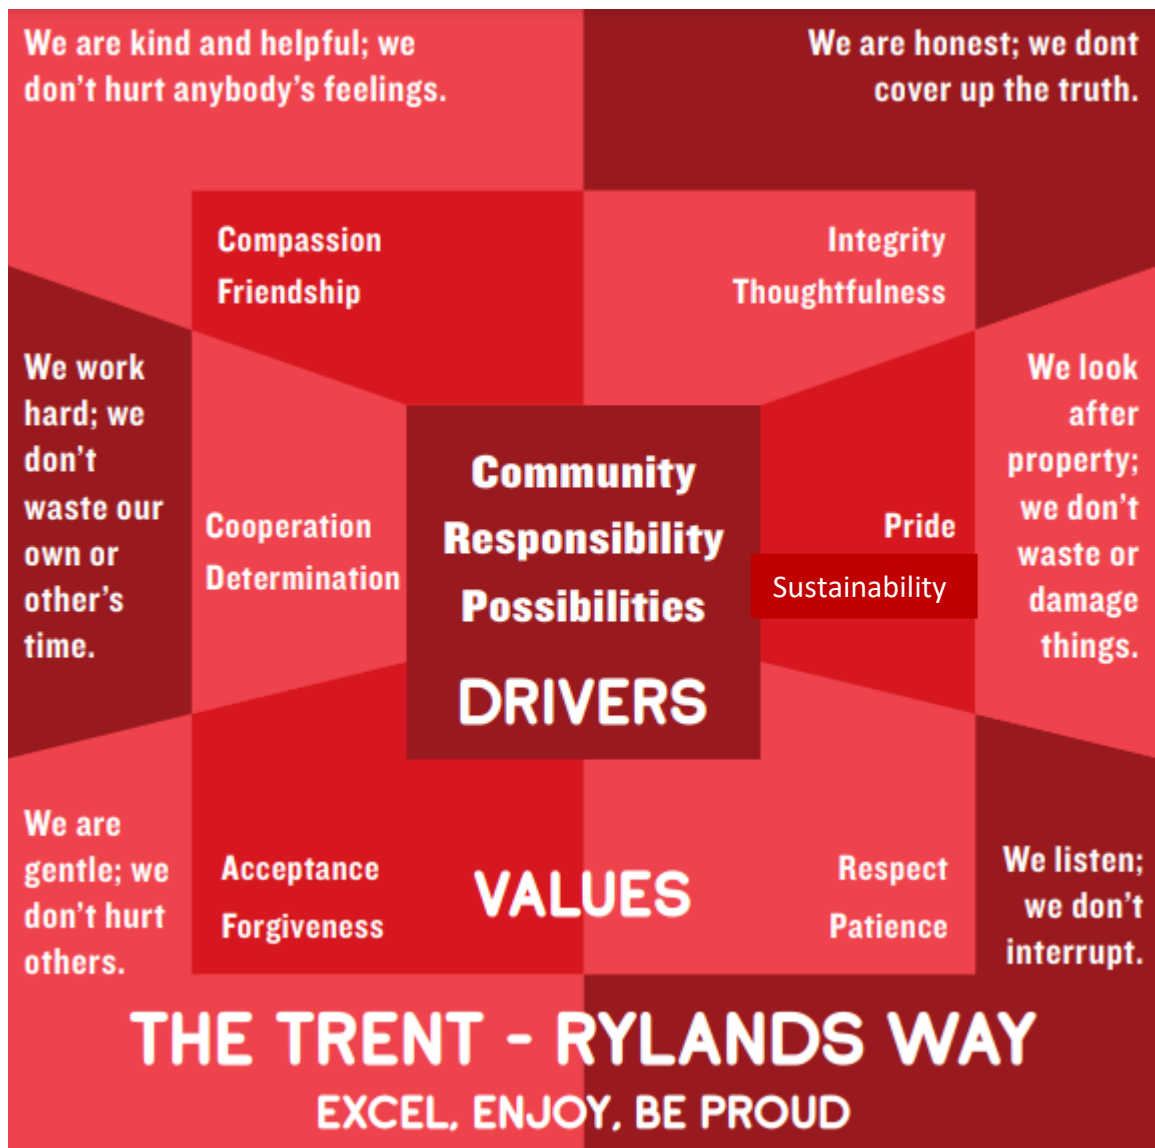 We are kind and helpful; we
don't hurt anybody's feelings.
We are honest; we dont
cover up the truth.
Compassion
Friendship
Integrity
Thoughtfulness
We work
hard; we
don't
waste our
own or
other's
time.
Cooperation
Determination
Community
Responsibility
Possibilities
DRIVERS
Pride
Sustainability
We look
after
property;
we don't
waste or
damage
things.
We are
gentle; we
don't hurt
others.
Acceptance
Forgiveness
VALUES
Respect
Patience
We listen;
we don't
interrupt.
THE TRENT - RYLANDS WAY
EXCEL, ENJOY, BE PROUD